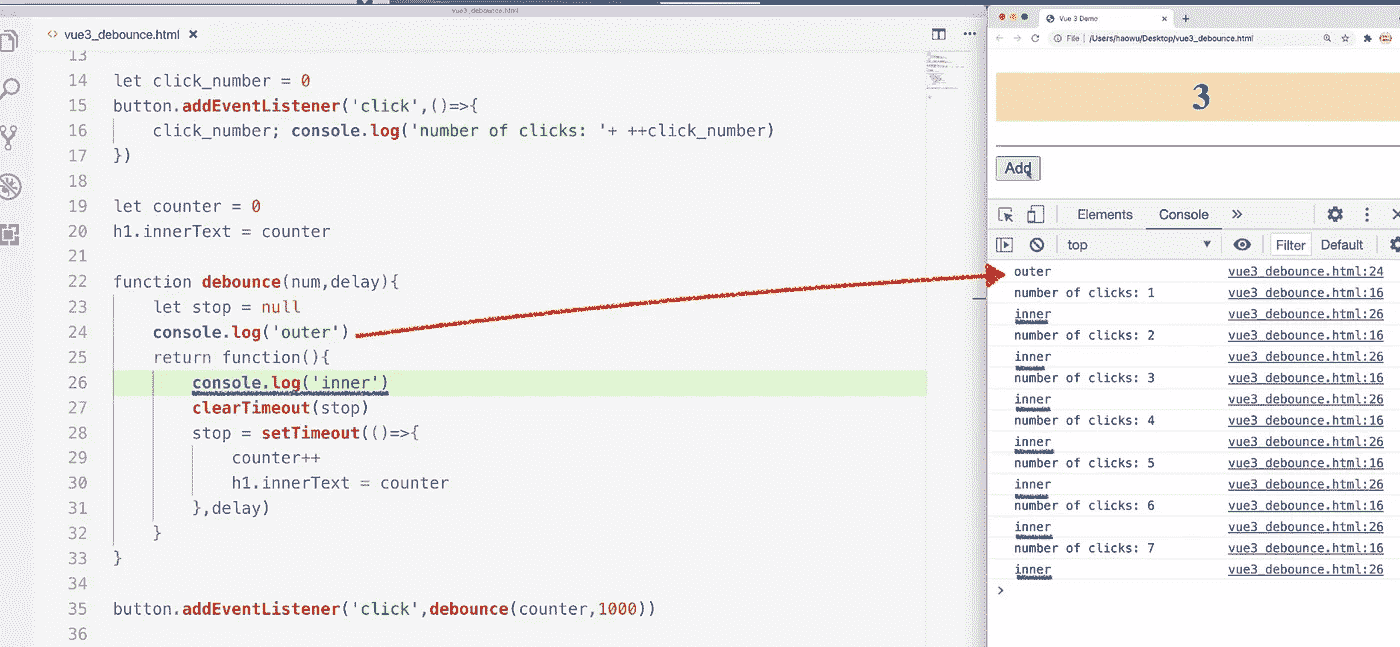 vue3_debounce.html
vue3_debounce.html
13
14 let click_number = 0
15 button.addEventListener('click',()=>{
16 click_number; console.log('number of clicks: '+ ++click_number)
17 })
18
19 let counter = 0
20 h1.innerText = counter
21
22 function debounce(num,delay){
23 let stop = null
24 console.log('outer')
25 return function(){
26 console.log('inner')
27 clearTimeout(stop)
28 stop = setTimeout(()=>{
29 counter++
30 h1.innerText = counter
31 },delay)
32 }
33 }
34
35 button.addEventListener('click',debounce(counter,1000))
36
Vue 3 Demo
File | /Users/haowu/Desktop/vue3_debounce.html
3
Add
Elements Console »
top Filter Default
outer vue3_debounce.html:24
number of clicks: 1 vue3_debounce.html:16
inner vue3_debounce.html:26
number of clicks: 2 vue3_debounce.html:16
inner vue3_debounce.html:26
number of clicks: 3 vue3_debounce.html:16
inner vue3_debounce.html:26
number of clicks: 4 vue3_debounce.html:16
inner vue3_debounce.html:26
number of clicks: 5 vue3_debounce.html:16
inner vue3_debounce.html:26
number of clicks: 6 vue3_debounce.html:16
inner vue3_debounce.html:26
number of clicks: 7 vue3_debounce.html:16
inner vue3_debounce.html:26
>